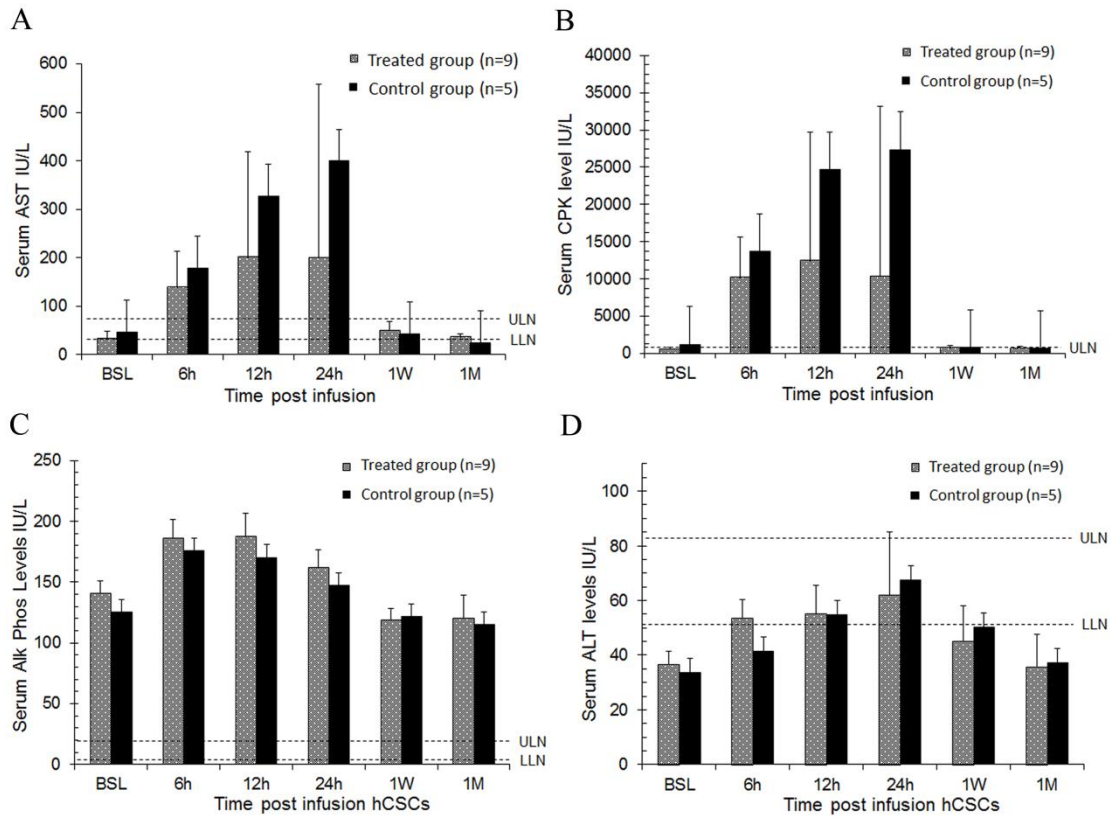 A
Serum AST IU/L
600
500
400
300
200
100
0
Treated group (n=9)
Control group (n=5)
ULN
LLN
BSL 6h 12h 24h 1W 1M
Time post infusion
B
Serum CPK level IU/L
40000
35000
30000
25000
20000
15000
10000
5000
0
Treated group (n=9)
Control group (n=5)
ULN
BSL 6h 12h 24h 1W 1M
Time post infusion
C
Serum Alk Phos Levels IU/L
250
200
150
100
50
0
Treated group (n=9)
Control group (n=5)
ULN
LLN
BSL 6h 12h 24h 1W 1M
Time post infusion hCSCs
D
Serum ALT levels IU/L
100
80
60
40
20
0
Treated group (n=9)
Control group (n=5)
ULN
LLN
BSL 6h 12h 24h 1W 1M
Time post infusion hCSCs